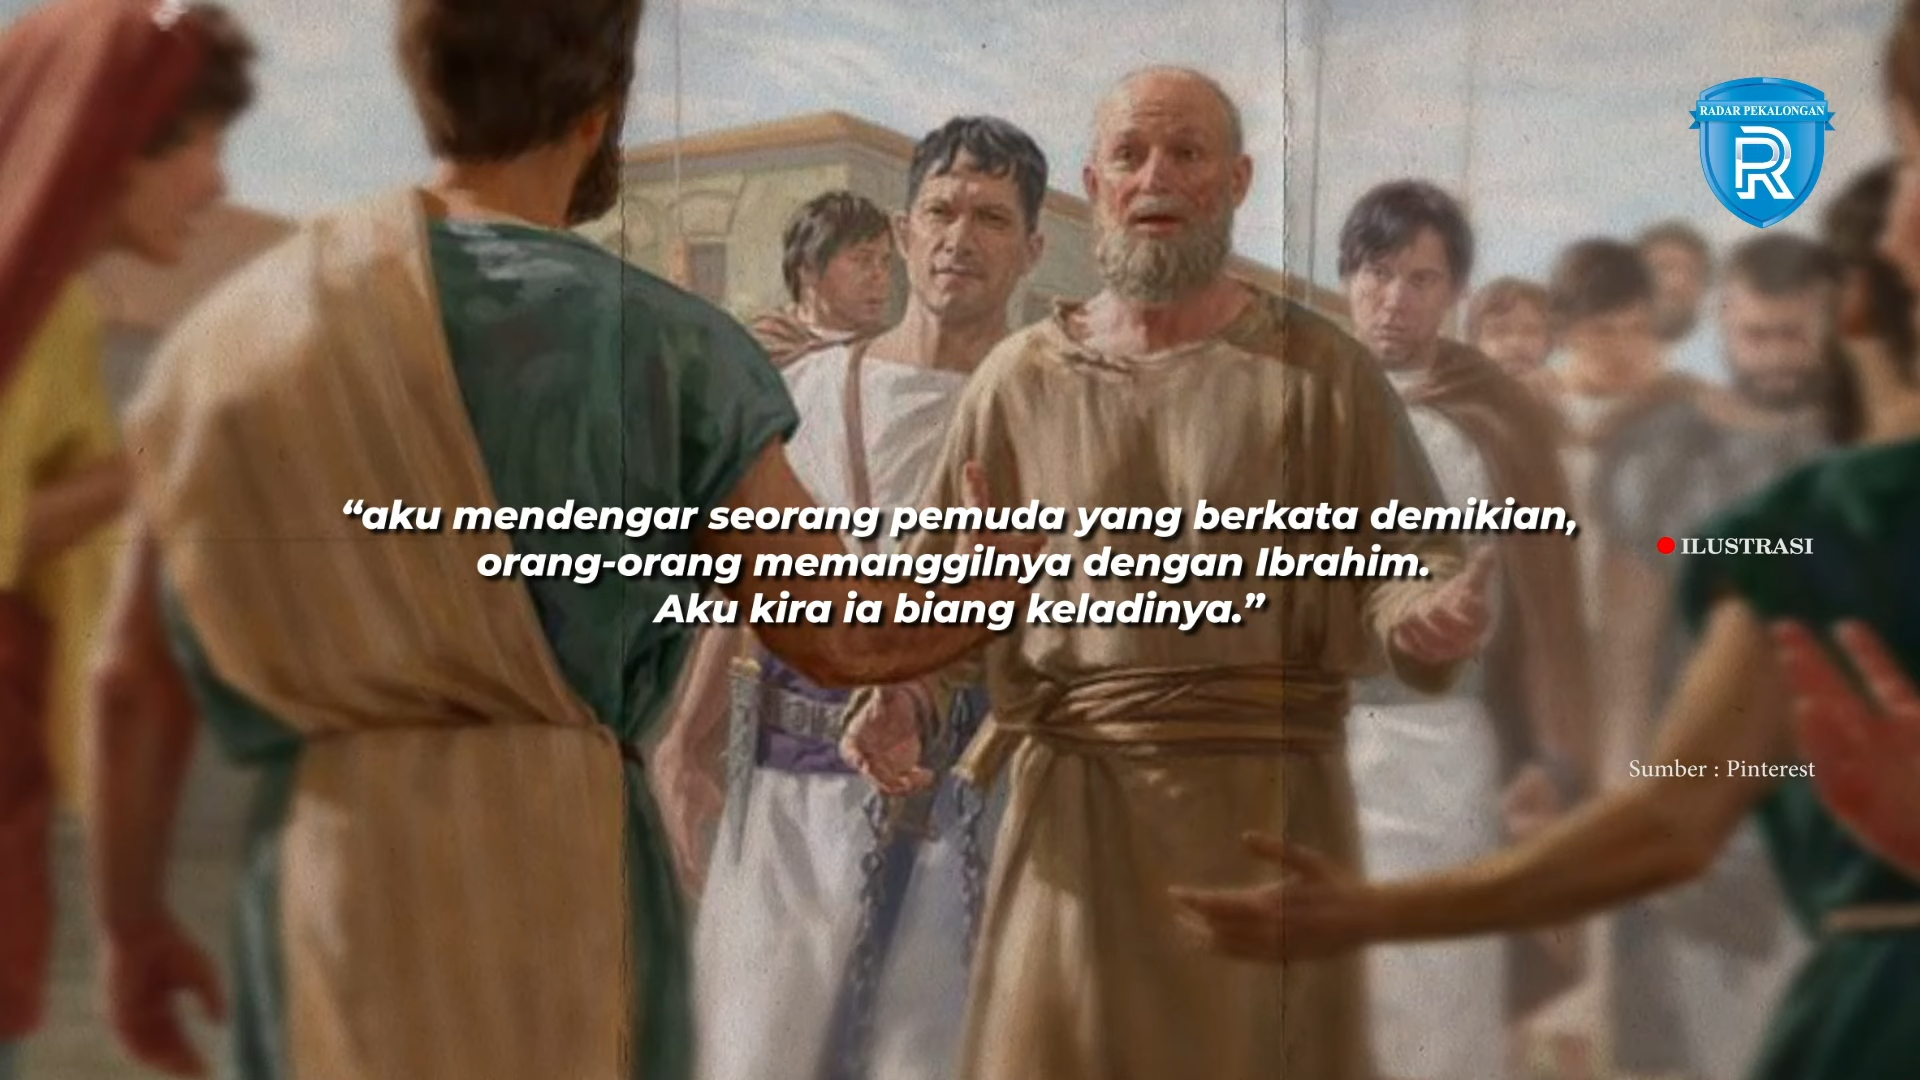 RADAR PEKALONGAN
R
“aku mendengar seorang pemuda yang berkata demikian,
orang-orang memanggilnya dengan Ibrahim.
Aku kira ia biang keladinya.”
ILUSTRASI
Sumber : Pinterest